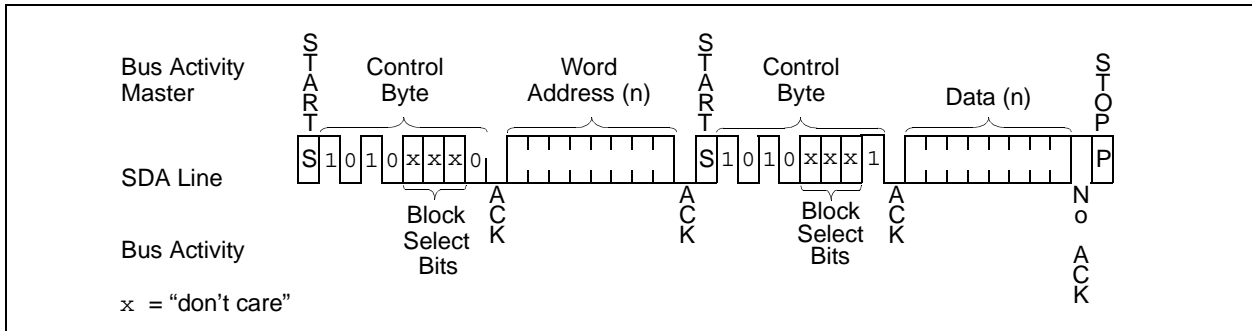 Bus Activity
Master
START
Control
Byte
Word
Address (n)
START
Control
Byte
Data (n)
STOP
SDA Line
S 1 0 1 0 x x x 0
S 1 0 1 0 x x x 1
P
Bus Activity
Block
Select
Bits
ACK
ACK
Block
Select
Bits
ACK
No ACK
x = “don’t care”